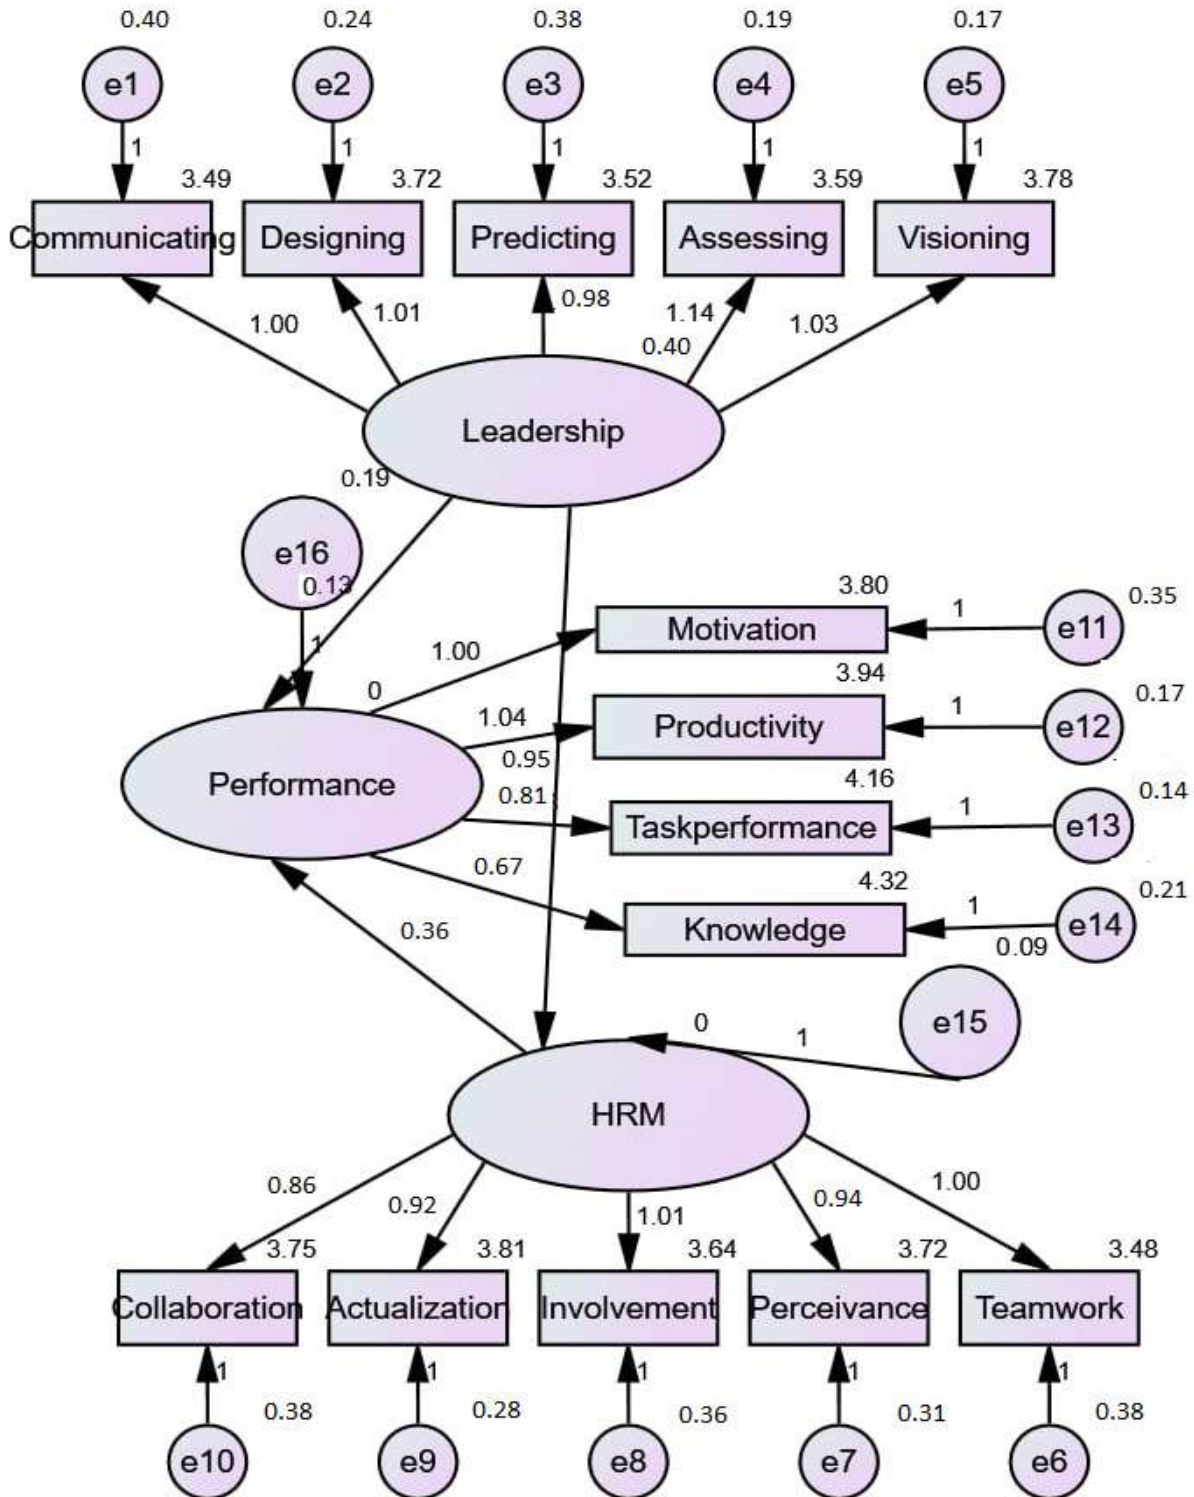 0.40 0.24 0.38 0.19 0.17
e1 e2 e3 e4 e5
1 1 1 1 1
3.49 3.72 3.52 3.59 3.78
Communicating Designing Predicting Assessing Visioning
1.00 1.01 0.98 1.14 1.03
0.40
Leadership
0.19
e16
0.13
1
3.80 0.35
Motivation 1 e11
1.00
0
3.94 0.17
1.04 Productivity 1 e12
0.95
Performance
4.16 0.14
0.81 Taskperformance 1 e13
0.67 4.32 0.21
Knowledge 1 e14
0.36 0.09
e15
0 1
HRM
0.86 0.92 1.01 0.94 1.00
3.75 3.81 3.64 3.72 3.48
Collaboration Actualization Involvement Perceivance Teamwork
1 1 1 1 1
0.38 0.28 0.36 0.31 0.38
e10 e9 e8 e7 e6